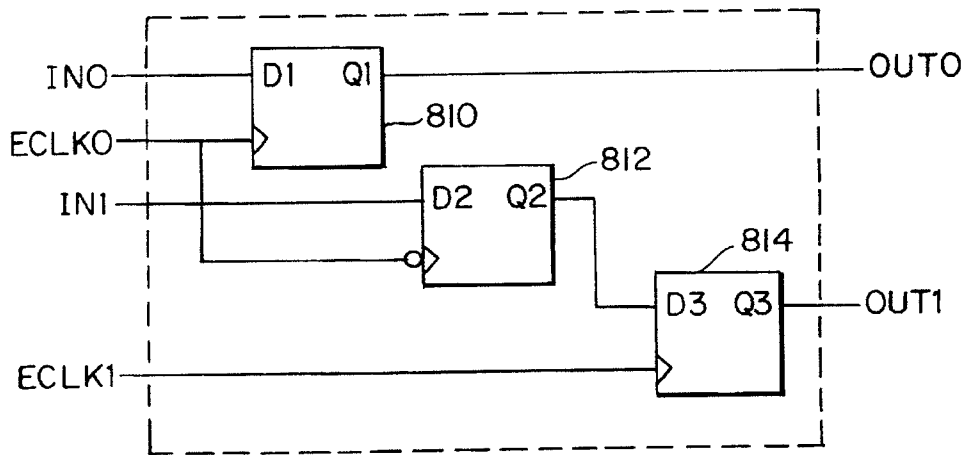 IN0 D1 Q1 OUT0
810
ECLK0
812
IN1 D2 Q2
814
D3 Q3 OUT1
ECLK1